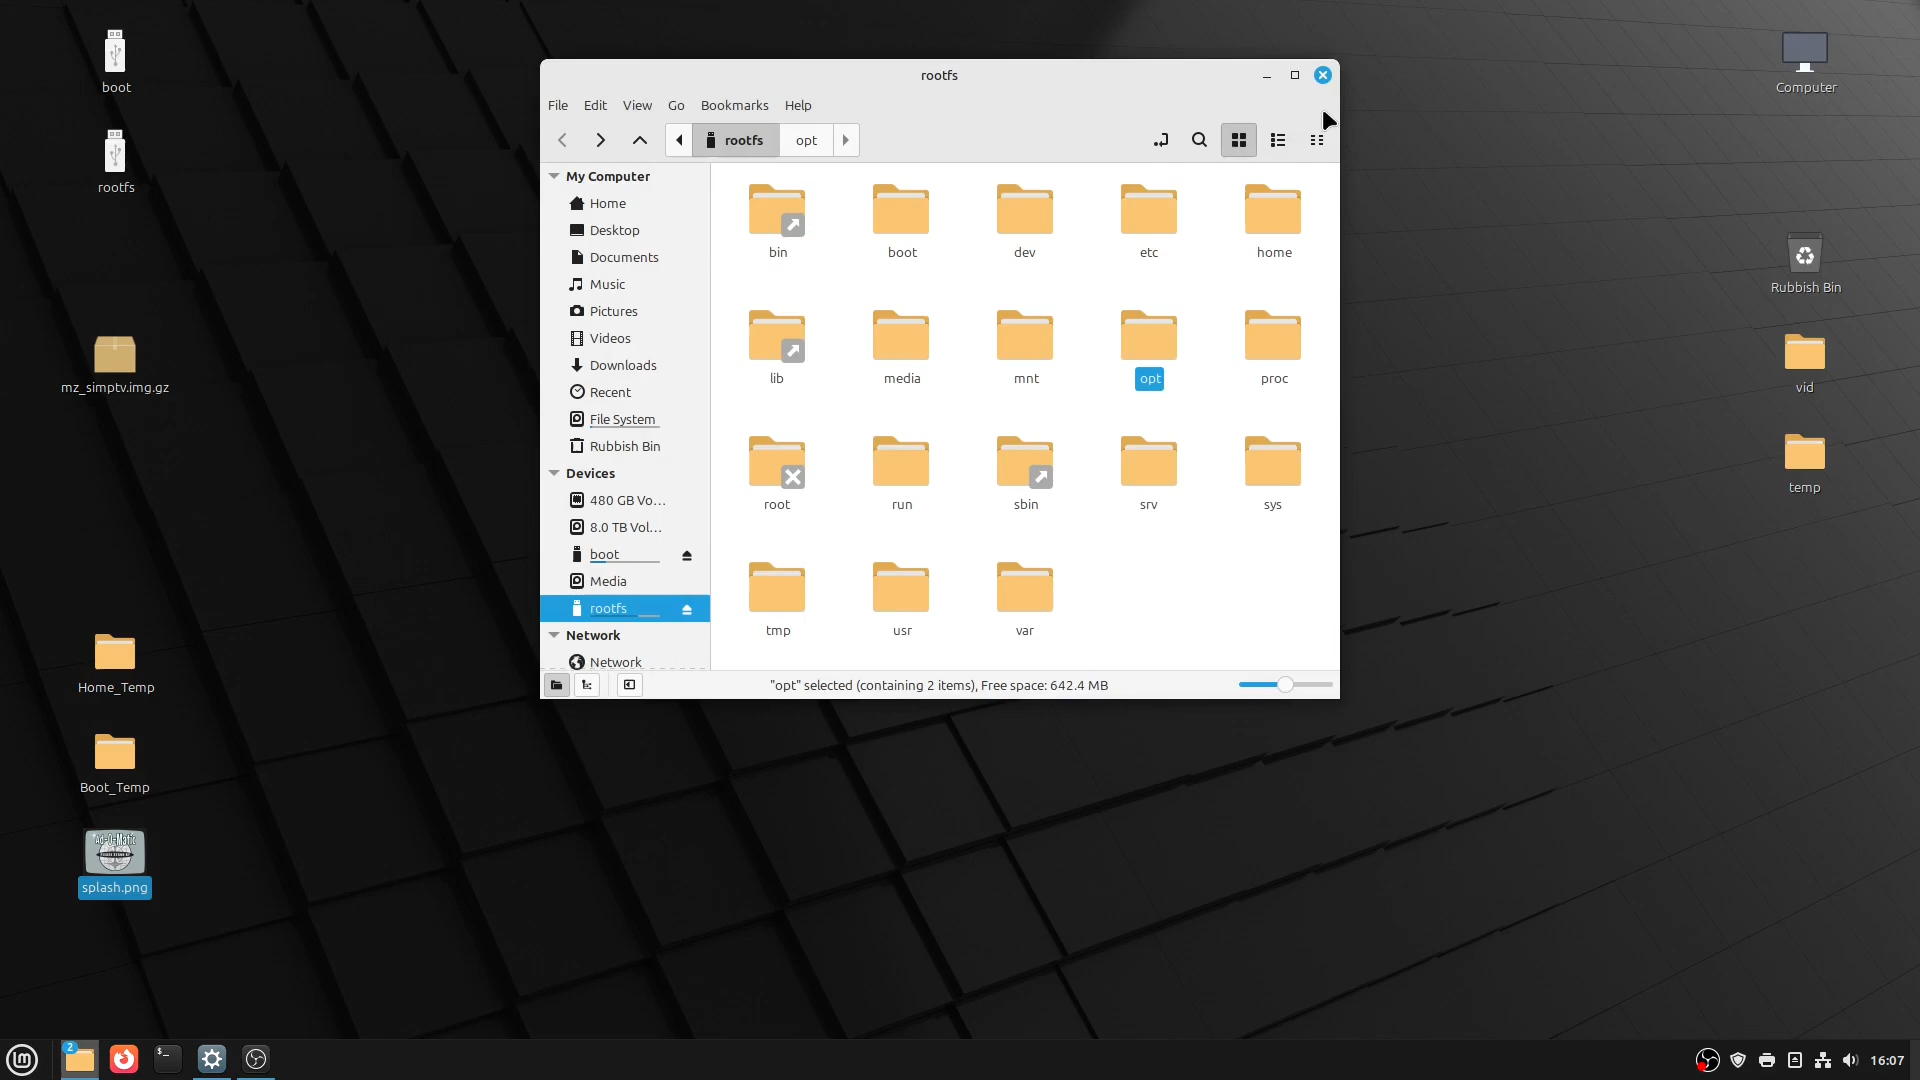 boot
rootfs
mz_simptv.img.gz
Home_Temp
Boot_Temp
Ad-O-Matic
splash.png
rootfs
File Edit View Go Bookmarks Help
rootfs opt
My Computer
Home
Desktop
Documents
Music
Pictures
Videos
Downloads
Recent
File System
Rubbish Bin
Devices
480 GB Vo...
8.0 TB Vol...
boot
Media
rootfs
Network
Network
bin boot dev etc home
lib media mnt opt proc
root run sbin srv sys
tmp usr var
"opt" selected (containing 2 items), Free space: 642.4 MB
Computer
Rubbish Bin
vid
temp
2
16:07